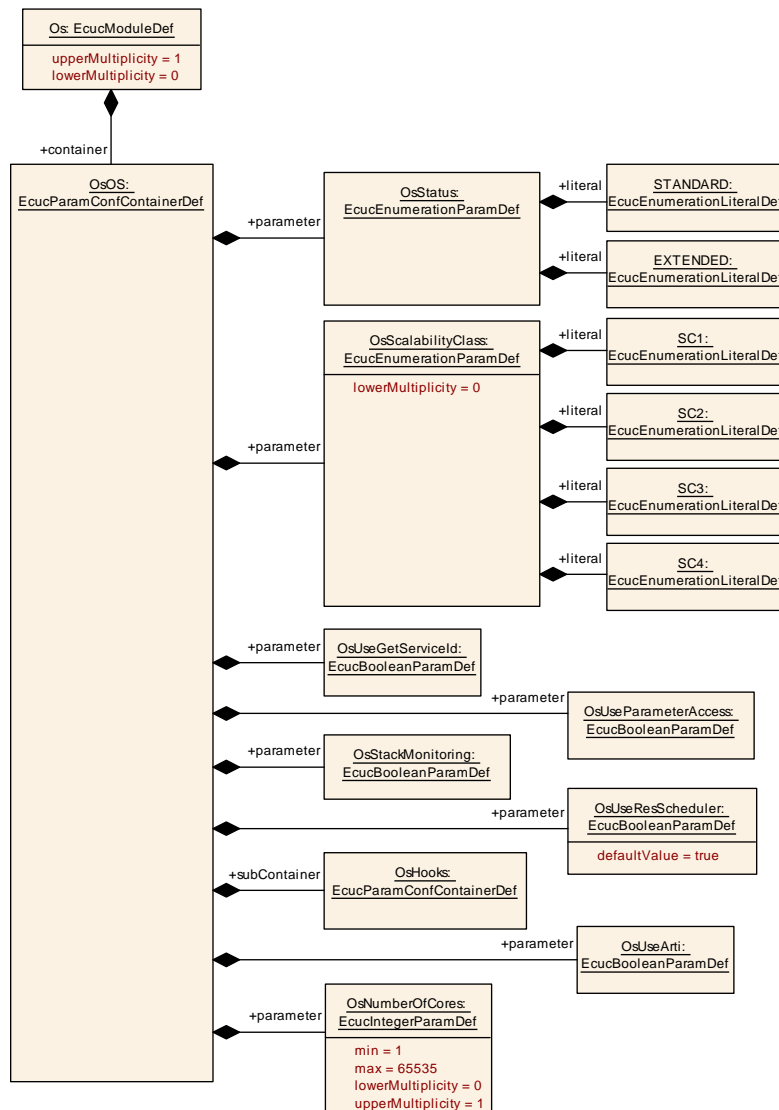 Os: EcucModuleDef
upperMultiplicity = 1
lowerMultiplicity = 0
+container
OsOS:
EcucParamConfContainerDef
+parameter
OsStatus:
EcucEnumerationParamDef
+literal
STANDARD:
EcucEnumerationLiteralDef
+literal
EXTENDED:
EcucEnumerationLiteralDef
+parameter
OsScalabilityClass:
EcucEnumerationParamDef
lowerMultiplicity = 0
+literal
SC1:
EcucEnumerationLiteralDef
+literal
SC2:
EcucEnumerationLiteralDef
+literal
SC3:
EcucEnumerationLiteralDef
+literal
SC4:
EcucEnumerationLiteralDef
+parameter
OsUseGetServiceId:
EcucBooleanParamDef
+parameter
OsUseParameterAccess:
EcucBooleanParamDef
+parameter
OsStackMonitoring:
EcucBooleanParamDef
+parameter
OsUseResScheduler:
EcucBooleanParamDef
defaultValue = true
+subContainer
OsHooks:
EcucParamConfContainerDef
+parameter
OsUseArti:
EcucBooleanParamDef
+parameter
OsNumberOfCores:
EcucIntegerParamDef
min = 1
max = 65535
lowerMultiplicity = 0
upperMultiplicity = 1